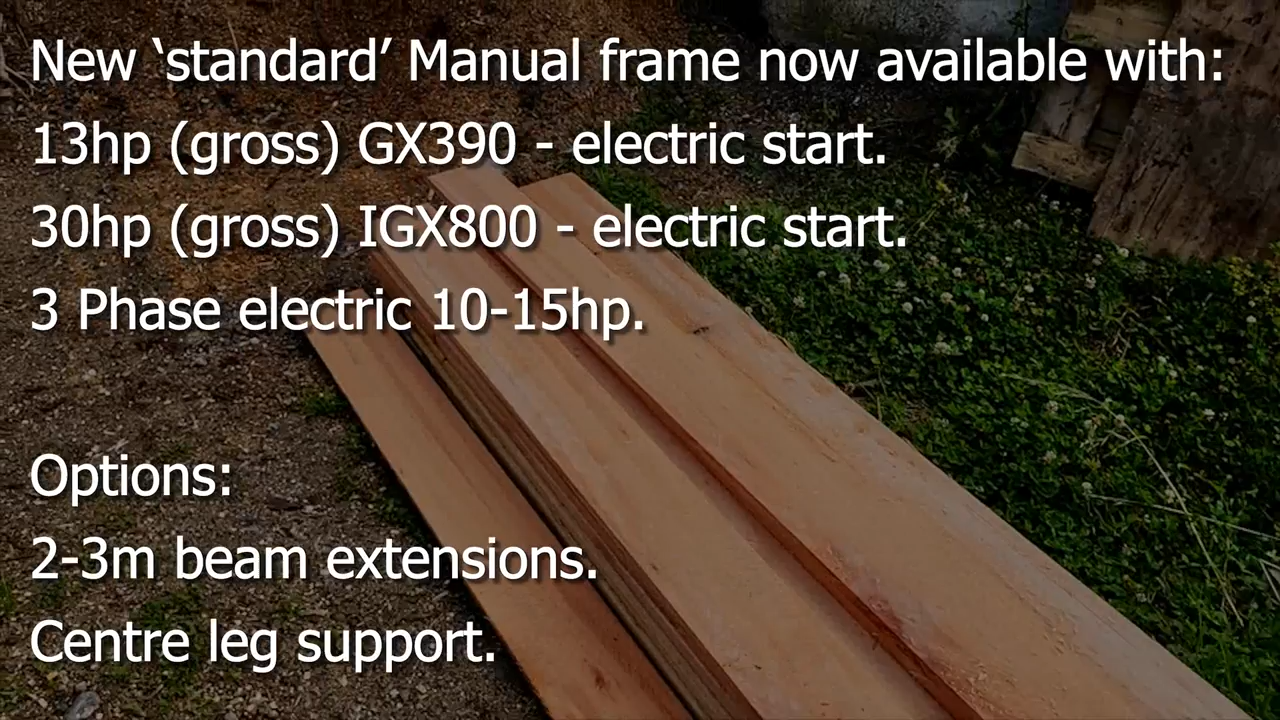 New ‘standard’ Manual frame now available with:
13hp (gross) GX390 - electric start.
30hp (gross) IGX800 - electric start.
3 Phase electric 10-15hp.
Options:
2-3m beam extensions.
Centre leg support.